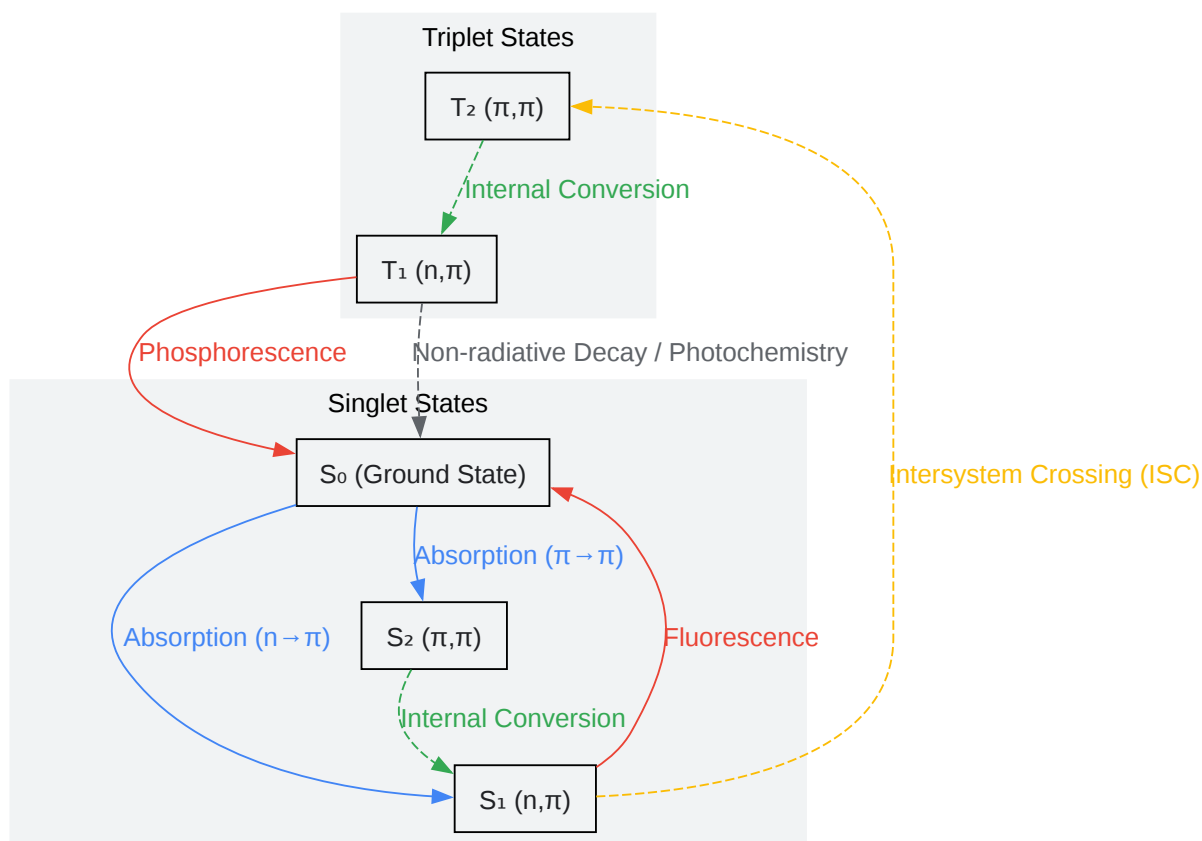 Triplet States
T₂ (π,π)
Internal Conversion
T₁ (n,π)
Phosphorescence
Non-radiative Decay / Photochemistry
Singlet States
S₀ (Ground State)
Intersystem Crossing (ISC)
Absorption (π→π)
Absorption (n→π)
S₂ (π,π)
Fluorescence
Internal Conversion
S₁ (n,π)